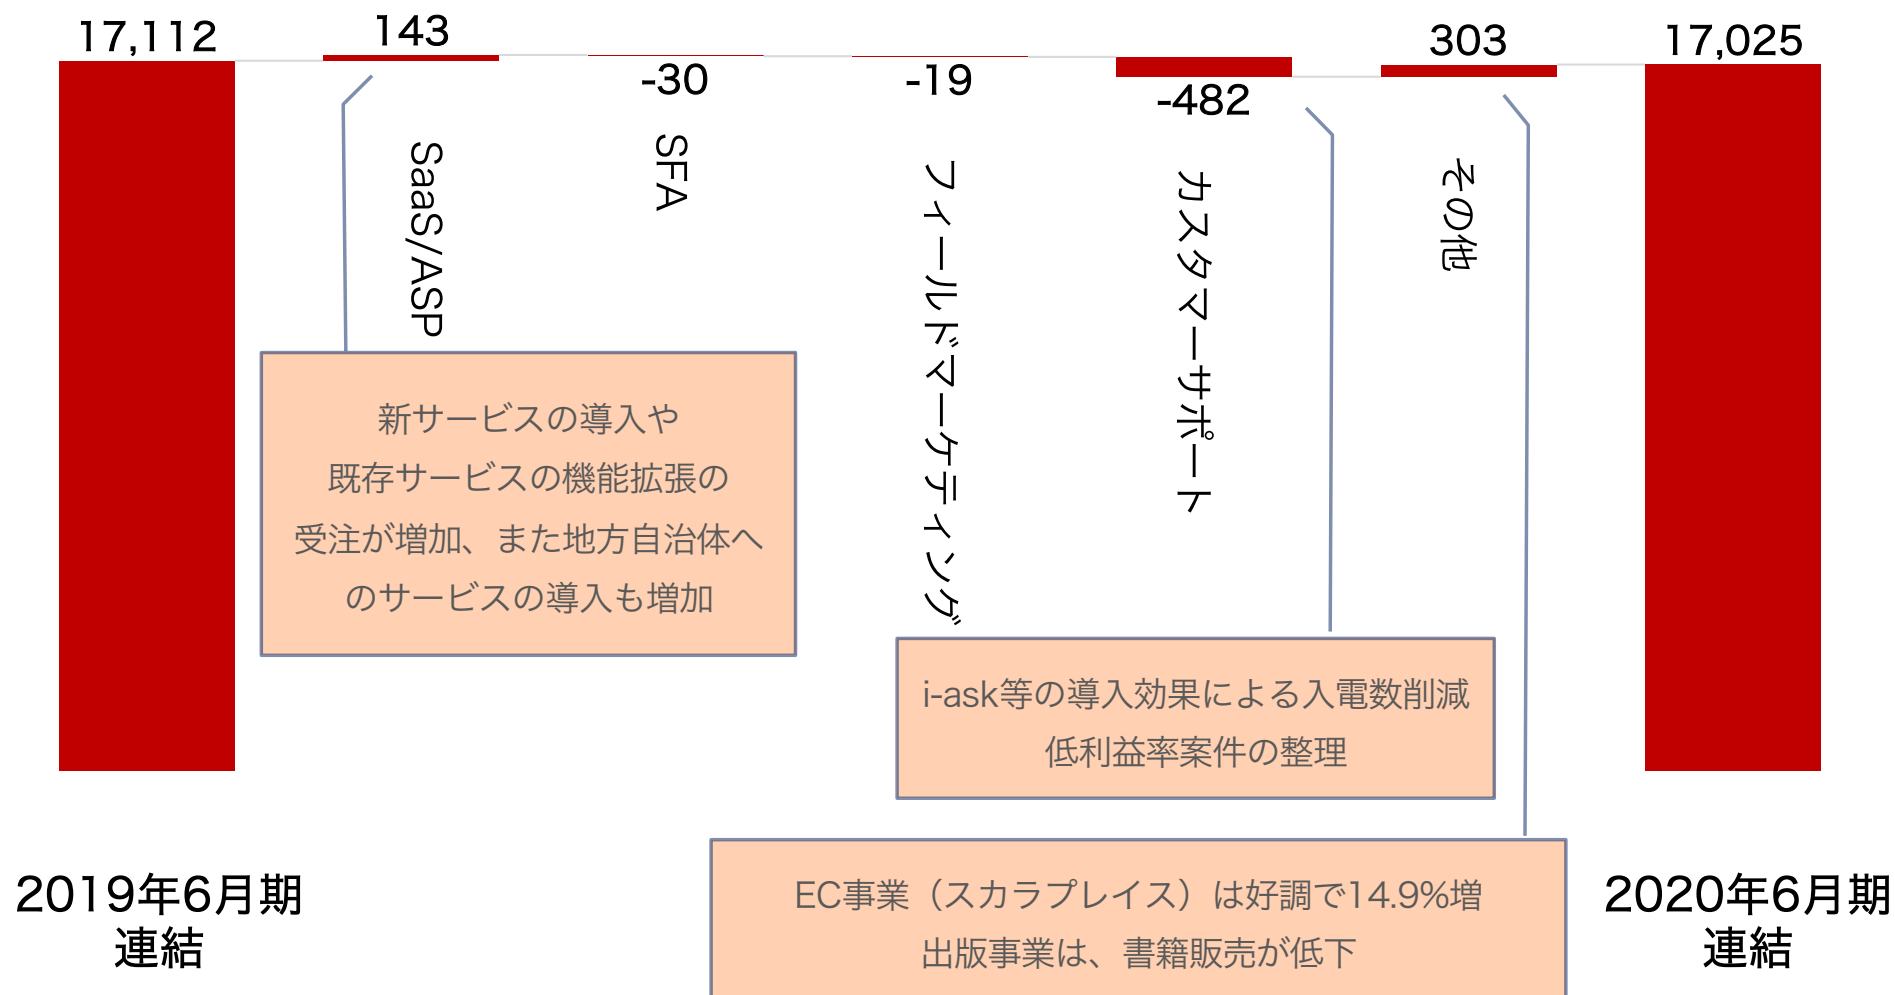 17,112
143
-30
-19
-482
303
17,025
SaaS/ASP
SFA
フィールドマーケティング
カスタマーサポート
その他
新サービスの導入や
既存サービスの機能拡張の
受注が増加、また地方自治体へ
のサービスの導入も増加
i-ask等の導入効果による入電数削減
低利益率案件の整理
EC事業（スカラプレイス）は好調で14.9%増
出版事業は、書籍販売が低下
2019年6月期
連結
2020年6月期
連結